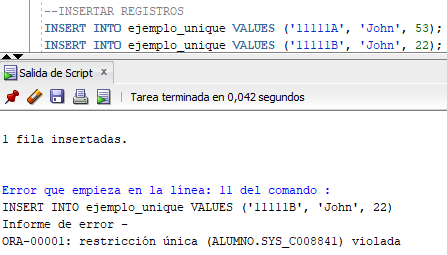 --INSERTAR REGISTROS
INSERT INTO ejemplo_unique VALUES ('11111A', 'John', 53);
INSERT INTO ejemplo_unique VALUES ('11111B', 'John', 22);
Salida de Script x
Tarea terminada en 0,042 segundos
1 fila insertadas.
Error que empieza en la línea: 11 del comando :
INSERT INTO ejemplo_unique VALUES ('11111B', 'John', 22)
Informe de error -
ORA-00001: restricción única (ALUMNO.SYS_C008841) violada